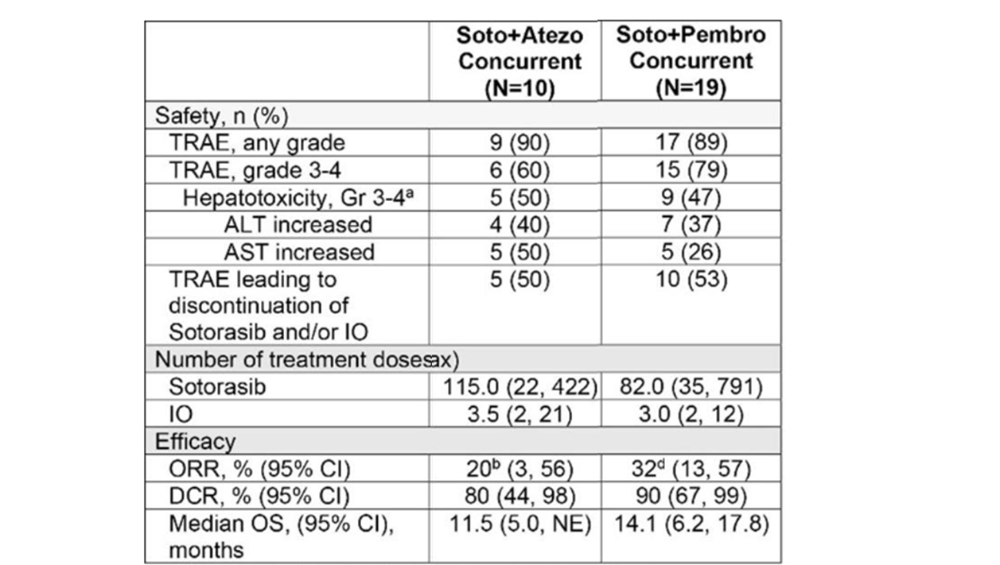 Soto+Atezo Concurrent (N=10) Soto+Pembro Concurrent (N=19)
Safety, n (%)
TRAE, any grade 9 (90) 17 (89)
TRAE, grade 3-4 6 (60) 15 (79)
Hepatotoxicity, Gr 3-4ᵃ 5 (50) 9 (47)
ALT increased 4 (40) 7 (37)
AST increased 5 (50) 5 (26)
TRAE leading to 5 (50) 10 (53)
discontinuation of
Sotorasib and/or IO
Number of treatment doses
Sotorasib 115.0 (22, 422) 82.0 (35, 791)
IO 3.5 (2, 21) 3.0 (2, 12)
Efficacy
ORR, % (95% CI) 20ᵇ (3, 56) 32ᵈ (13, 57)
DCR, % (95% CI) 80 (44, 98) 90 (67, 99)
Median OS, (95% CI), 11.5 (5.0, NE) 14.1 (6.2, 17.8)
months